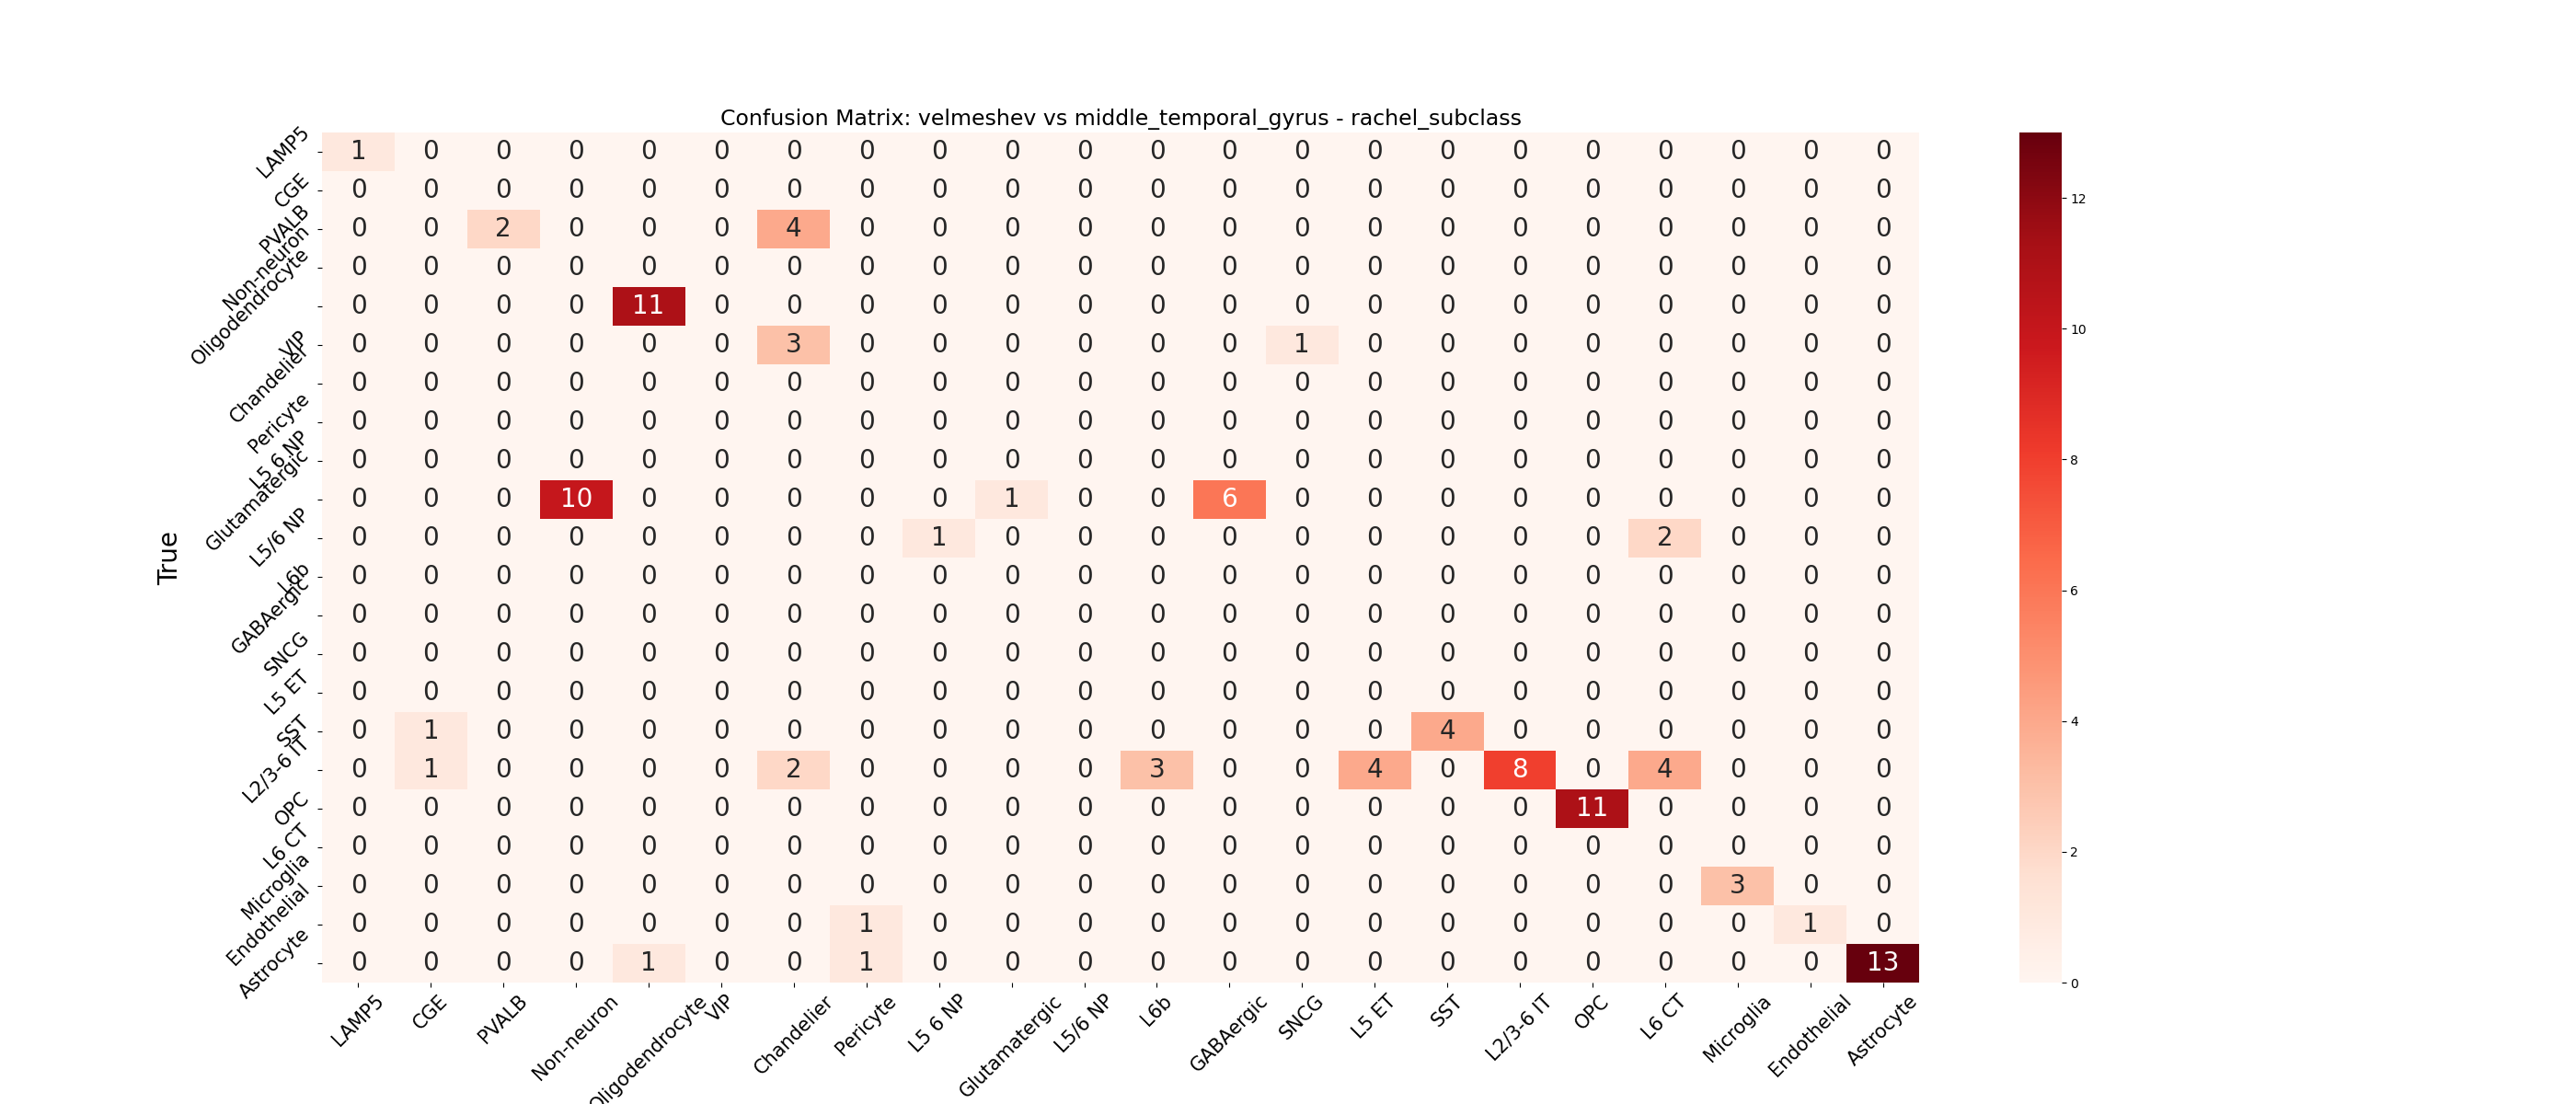 Confusion Matrix: velmeshev vs middle_temporal_gyrus - rachel_subclass
True
LAMP5 1 0 0 0 0 0 0 0 0 0 0 0 0 0 0 0 0 0 0 0 0 0
CGE 0 0 0 0 0 0 0 0 0 0 0 0 0 0 0 0 0 0 0 0 0 0
PVALB 0 0 2 0 0 0 4 0 0 0 0 0 0 0 0 0 0 0 0 0 0 0
Non-neuron 0 0 0 0 0 0 0 0 0 0 0 0 0 0 0 0 0 0 0 0 0 0
Oligodendrocyte 0 0 0 0 11 0 0 0 0 0 0 0 0 0 0 0 0 0 0 0 0 0
VIP 0 0 0 0 0 0 3 0 0 0 0 0 0 1 0 0 0 0 0 0 0 0
Chandelier 0 0 0 0 0 0 0 0 0 0 0 0 0 0 0 0 0 0 0 0 0 0
Pericyte 0 0 0 0 0 0 0 0 0 0 0 0 0 0 0 0 0 0 0 0 0 0
L5 6 NP 0 0 0 0 0 0 0 0 0 0 0 0 0 0 0 0 0 0 0 0 0 0
Glutamatergic 0 0 0 10 0 0 0 0 0 1 0 0 6 0 0 0 0 0 0 0 0 0
L5/6 NP 0 0 0 0 0 0 0 0 1 0 0 0 0 0 0 0 0 0 2 0 0 0
L6b 0 0 0 0 0 0 0 0 0 0 0 0 0 0 0 0 0 0 0 0 0 0
GABAergic 0 0 0 0 0 0 0 0 0 0 0 0 0 0 0 0 0 0 0 0 0 0
SNCG 0 0 0 0 0 0 0 0 0 0 0 0 0 0 0 0 0 0 0 0 0 0
L5 ET 0 0 0 0 0 0 0 0 0 0 0 0 0 0 0 0 0 0 0 0 0 0
SST 0 1 0 0 0 0 0 0 0 0 0 0 0 0 0 4 0 0 0 0 0 0
L2/3-6 IT 0 1 0 0 0 0 2 0 0 0 0 3 0 0 4 0 8 0 4 0 0 0
OPC 0 0 0 0 0 0 0 0 0 0 0 0 0 0 0 0 0 11 0 0 0 0
L6 CT 0 0 0 0 0 0 0 0 0 0 0 0 0 0 0 0 0 0 0 0 0 0
Microglia 0 0 0 0 0 0 0 0 0 0 0 0 0 0 0 0 0 0 0 3 0 0
Endothelial 0 0 0 0 0 0 0 1 0 0 0 0 0 0 0 0 0 0 0 0 1 0
Astrocyte 0 0 0 0 1 0 0 1 0 0 0 0 0 0 0 0 0 0 0 0 0 13
LAMP5 CGE PVALB Non-neuron Oligodendrocyte VIP Chandelier Pericyte L5 6 NP Glutamatergic L5/6 NP L6b GABAergic SNCG L5 ET SST L2/3-6 IT OPC L6 CT Microglia Endothelial Astrocyte
12
10
8
6
4
2
0